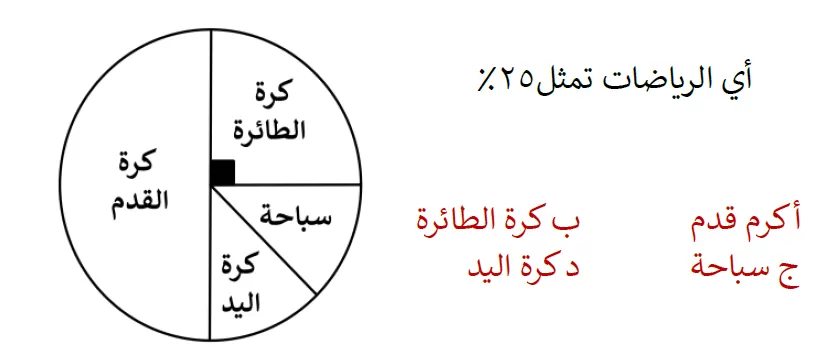 أي الرياضات تمثل٢٥٪
أ كرم قدم
ب كرة الطائرة
ج سباحة
د كرة اليد
كرة
الطائرة
كرة
القدم
سباحة
كرة
اليد